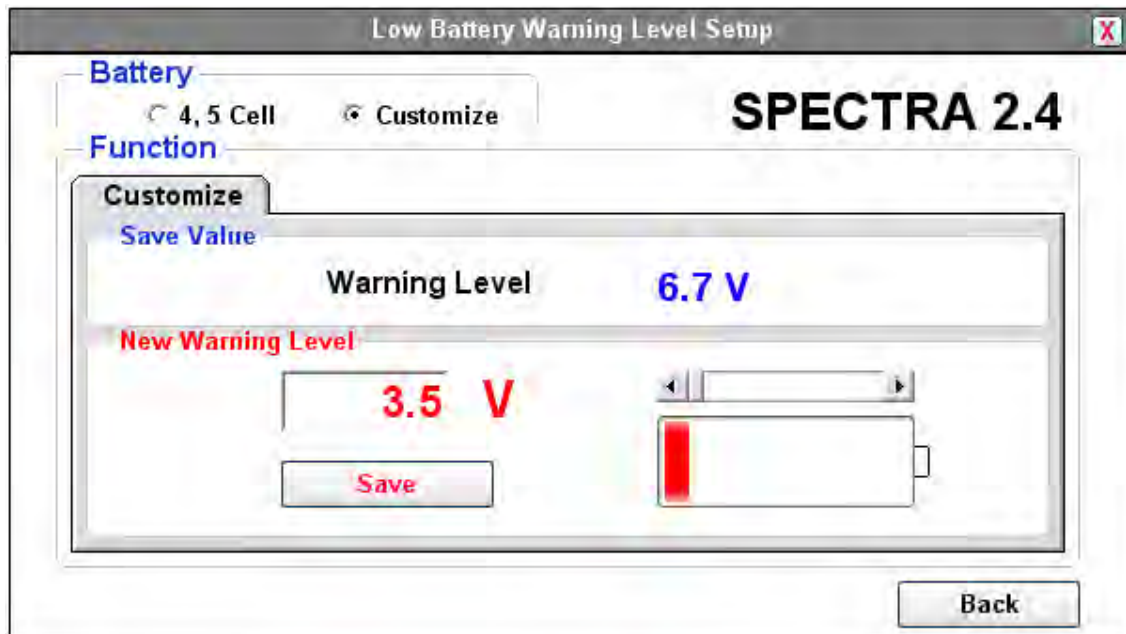 Low Battery Warning Level Setup
X
Battery
4, 5 Cell Customize
SPECTRA 2.4
Function
Customize
Save Value
Warning Level 6.7 V
New Warning Level
3.5 V
Save
Back